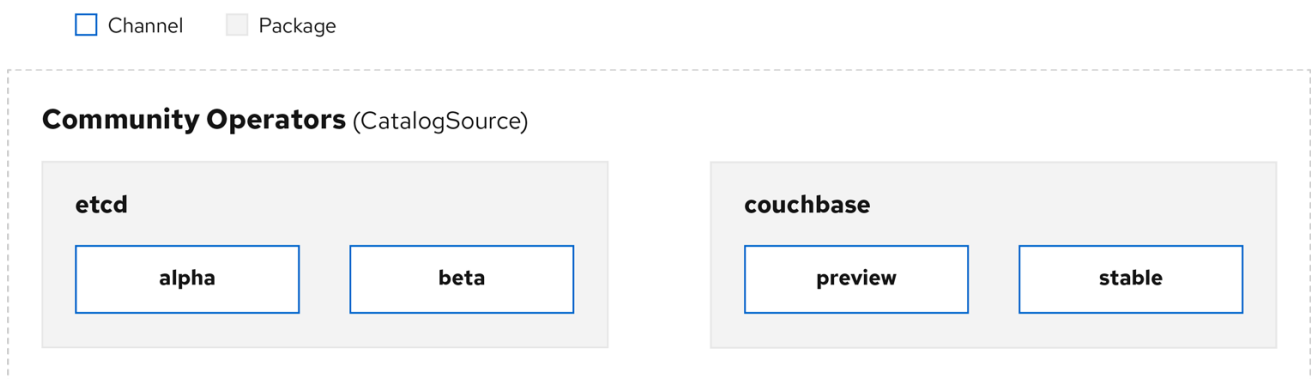 Channel Package
Community Operators (CatalogSource)
etcd
alpha beta
couchbase
preview stable